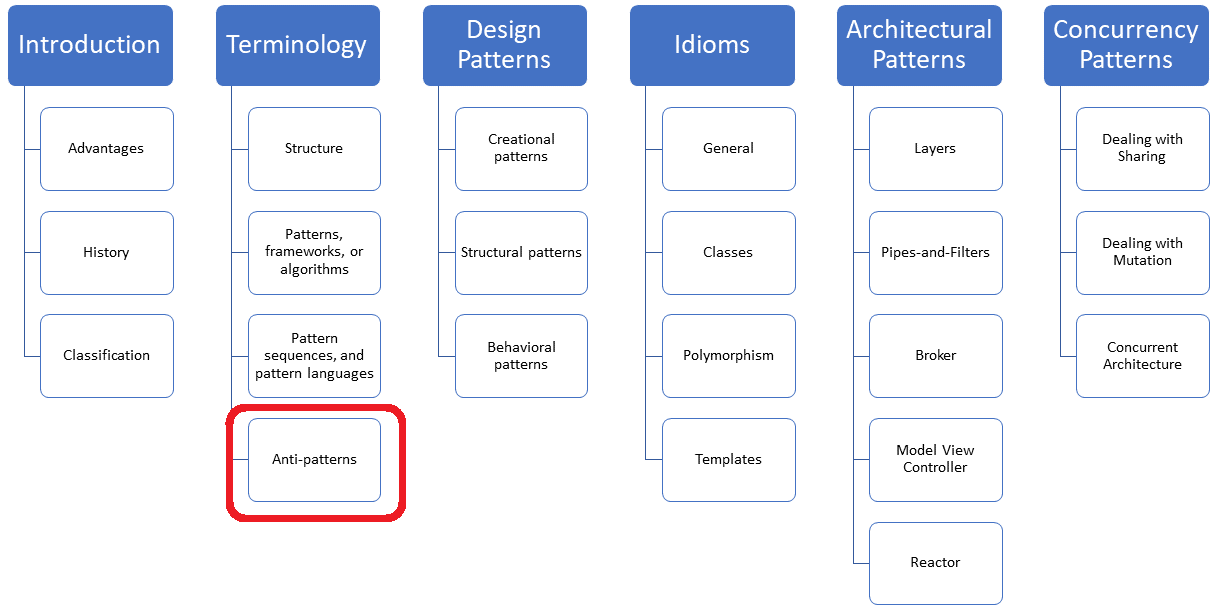 Introduction
Advantages
History
Classification
Terminology
Structure
Patterns,
frameworks, or
algorithms
Pattern
sequences, and
pattern languages
Anti-patterns
Design
Patterns
Creational
patterns
Structural patterns
Behavioral
patterns
Idioms
General
Classes
Polymorphism
Templates
Architectural
Patterns
Layers
Pipes-and-Filters
Broker
Model View
Controller
Reactor
Concurrency
Patterns
Dealing with
Sharing
Dealing with
Mutation
Concurrent
Architecture